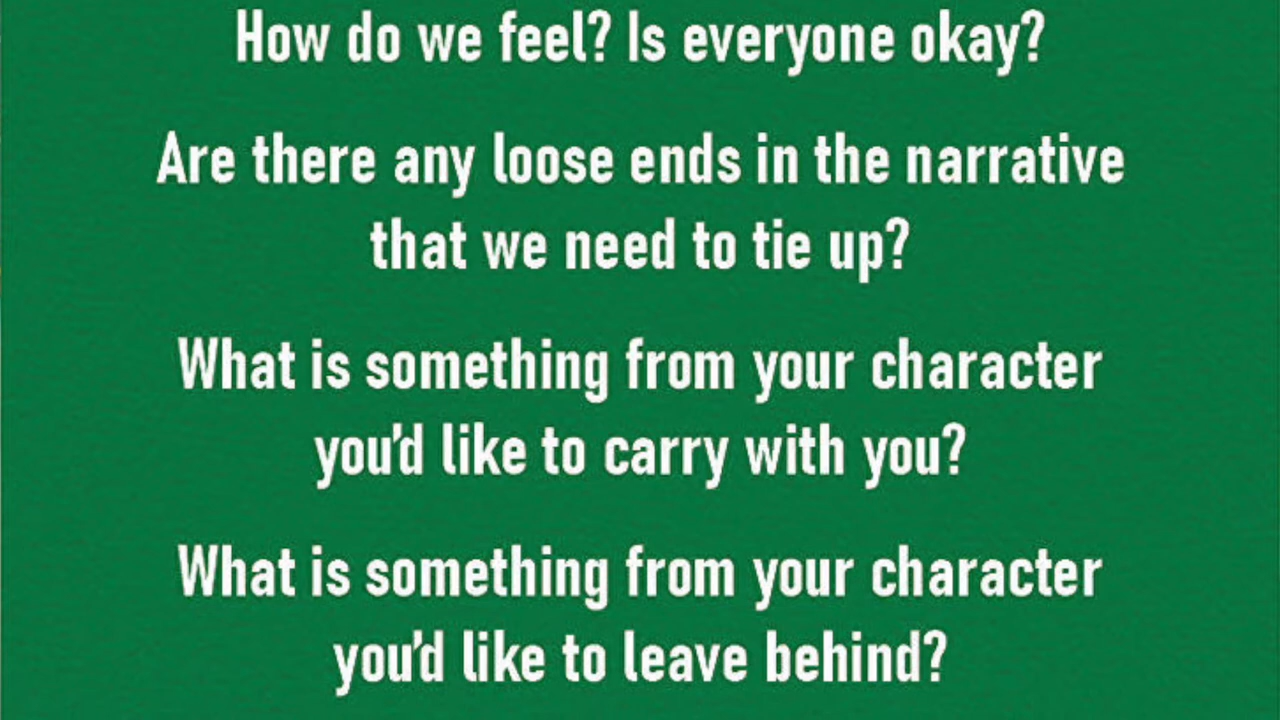 How do we feel? Is everyone okay?
Are there any loose ends in the narrative
that we need to tie up?
What is something from your character
you'd like to carry with you?
What is something from your character
you'd like to leave behind?